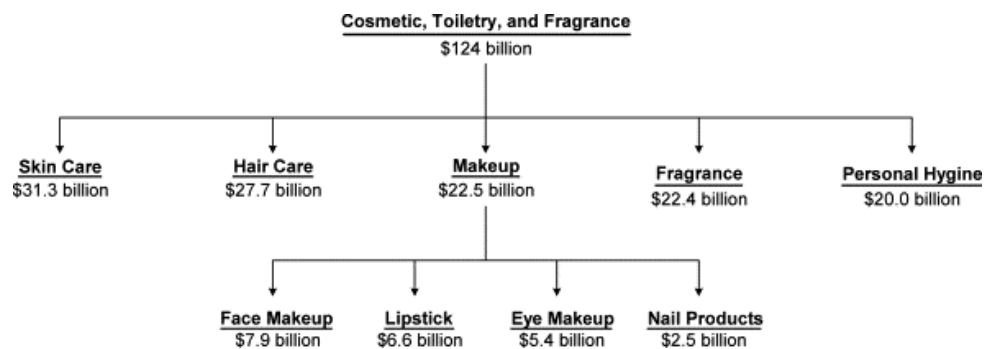 Cosmetic, Toiletry, and Fragrance
$124 billion
Skin Care
$31.3 billion
Hair Care
$27.7 billion
Makeup
$22.5 billion
Fragrance
$22.4 billion
Personal Hygine
$20.0 billion
Face Makeup
$7.9 billion
Lipstick
$6.6 billion
Eye Makeup
$5.4 billion
Nail Products
$2.5 billion